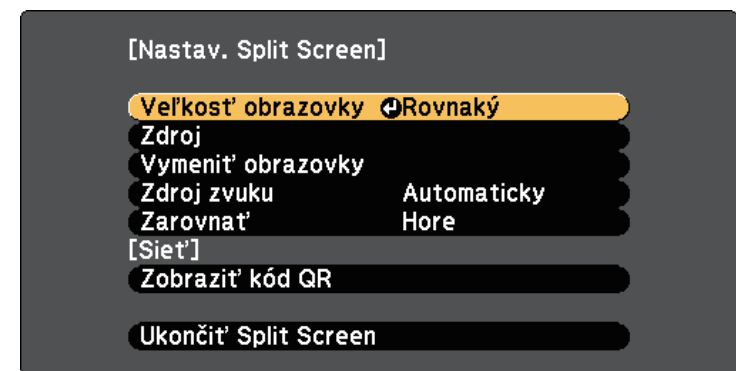 [Nastav. Split Screen]
Veľkosť obrazovky Rovnaký
Zdroj
Vymeniť obrazovky
Zdroj zvuku Automaticky
Zarovnať Hore
[Sieť]
Zobraziť kód QR
Ukončiť Split Screen